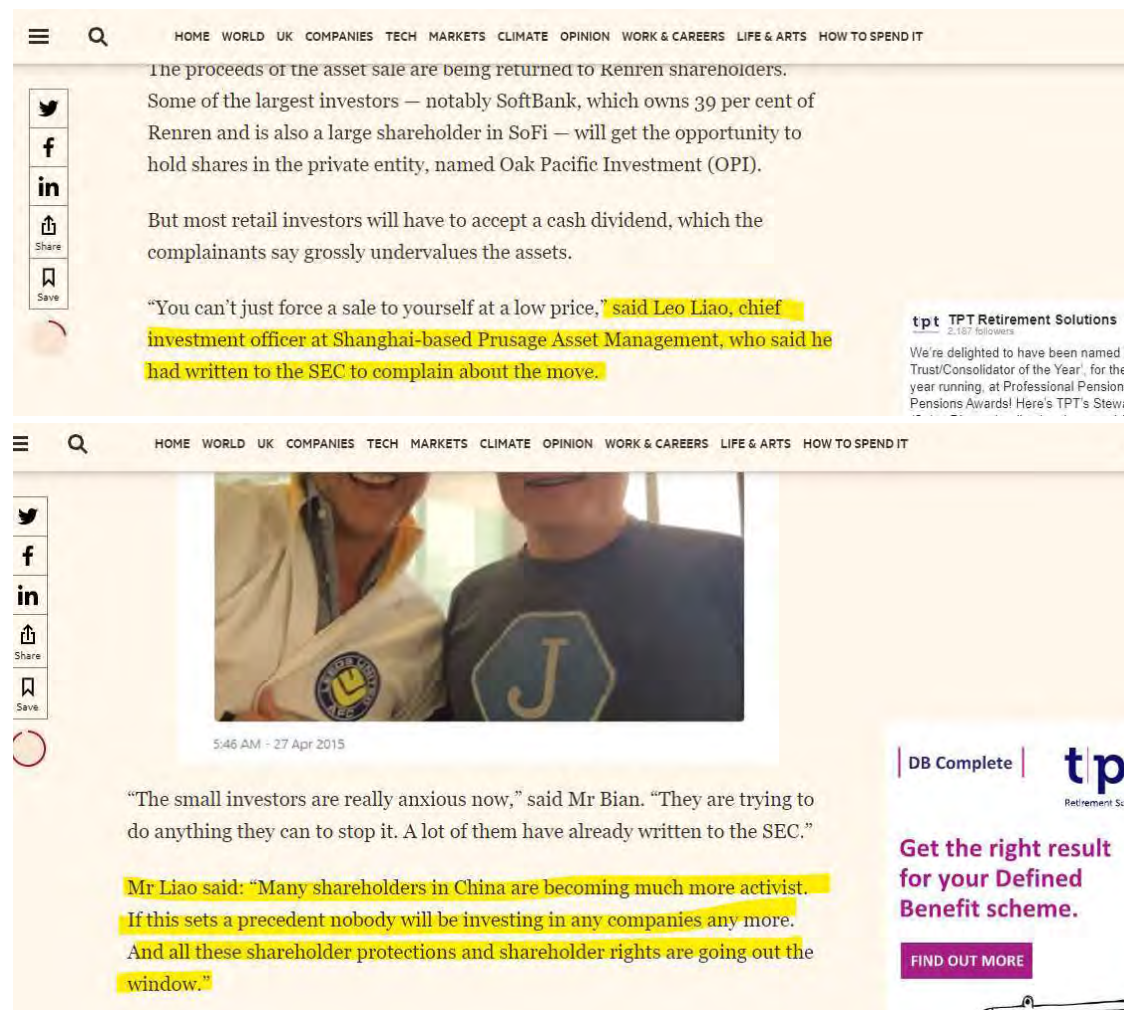 HOME WORLD UK COMPANIES TECH MARKETS CLIMATE OPINION WORK & CAREERS LIFE & ARTS HOW TO SPEND IT
The proceeds of the asset sale are being returned to Renren shareholders.
Some of the largest investors — notably SoftBank, which owns 39 per cent of
Renren and is also a large shareholder in SoFi — will get the opportunity to
hold shares in the private entity, named Oak Pacific Investment (OPI).
But most retail investors will have to accept a cash dividend, which the
complainants say grossly undervalues the assets.
“You can’t just force a sale to yourself at a low price,” said Leo Liao, chief
investment officer at Shanghai-based Prusage Asset Management, who said he
had written to the SEC to complain about the move.
Share
Save
tpt TPT Retirement Solutions
2,187 followers
We're delighted to have been named
Trust/Consolidator of the Year', for the
year running, at Professional Pension
Pensions Awards! Here's TPT's Stewa
HOME WORLD UK COMPANIES TECH MARKETS CLIMATE OPINION WORK & CAREERS LIFE & ARTS HOW TO SPEND IT
Share
Save
LEEDS UNITED
AFC
J
5:46 AM - 27 Apr 2015
“The small investors are really anxious now,” said Mr Bian. “They are trying to
do anything they can to stop it. A lot of them have already written to the SEC.”
Mr Liao said: “Many shareholders in China are becoming much more activist.
If this sets a precedent nobody will be investing in any companies any more.
And all these shareholder protections and shareholder rights are going out the
window.”
DB Complete
tp
Retirement So
Get the right result
for your Defined
Benefit scheme.
FIND OUT MORE